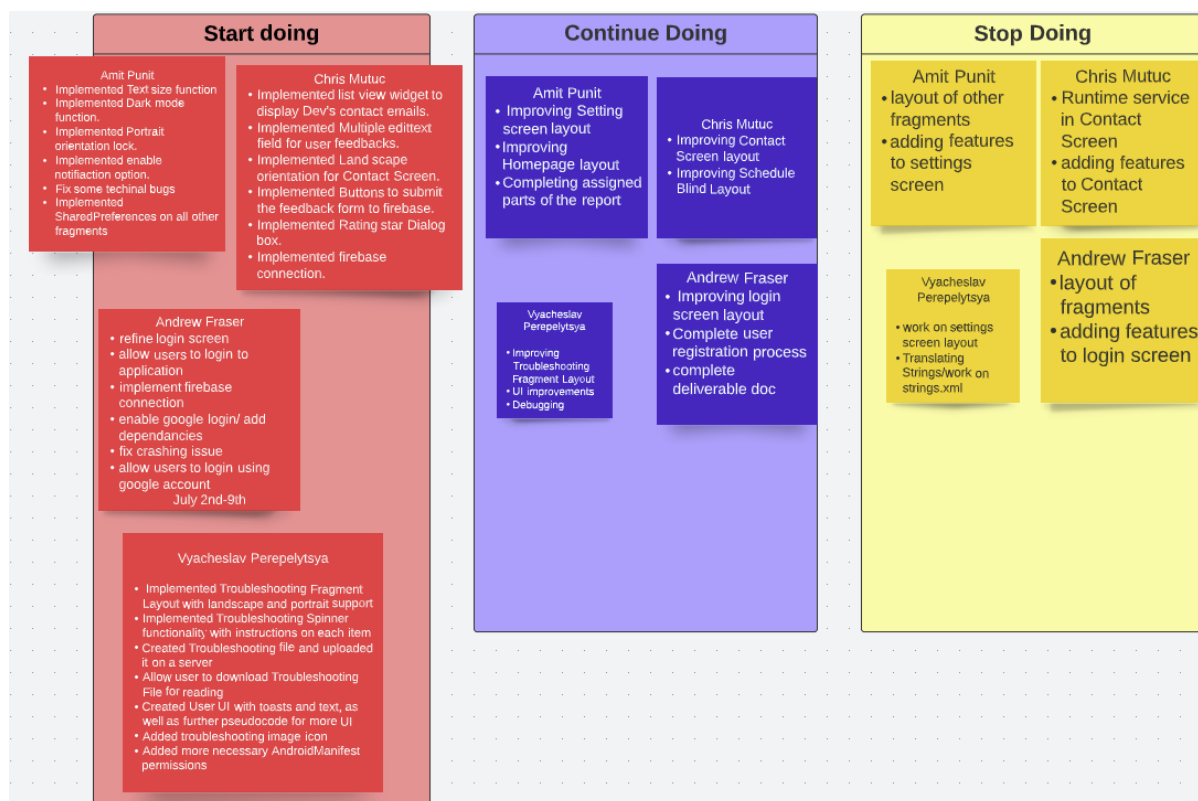 Start doing
Amit Punit
• Implemented Text size function
• Implemented Dark mode
function.
• Implemented Portrait
orientation lock.
• Implemented enable
notifiaction option.
• Fix some techinal bugs
• Implemented
SharedPreferences on all other
fragments
Chris Mutuc
• Implemented list view widget to
display Dev's contact emails.
• Implemented Multiple edittext
field for user feedbacks.
• Implemented Land scape
orientation for Contact Screen.
• Implemented Buttons to submit
the feedback form to firebase.
• Implemented Rating star Dialog
box.
• Implemented firebase
connection.
Andrew Fraser
• refine login screen
• allow users to login to
application
• implement firebase
connection
• enable google login/ add
dependancies
• fix crashing issue
• allow users to login using
google account
July 2nd-9th
Vyacheslav Perepelytsya
• Implemented Troubleshooting Fragment
Layout with landscape and portrait support
• Implemented Troubleshooting Spinner
functionality with instructions on each item
• Created Troubleshooting file and uploaded
it on a server
• Allow user to download Troubleshooting
File for reading
• Created User UI with toasts and text, as
well as further pseudocode for more UI
• Added troubleshooting image icon
• Added more necessary AndroidManifest
permissions
Continue Doing
Amit Punit
• Improving Setting
screen layout
• Improving
Homepage layout
• Completing assigned
parts of the report
Chris Mutuc
• Improving Contact
Screen layout
• Improving Schedule
Blind Layout
Vyacheslav
Perepelytsya
• Improving
Troubleshooting
Fragment Layout
• UI improvements
• Debugging
Andrew Fraser
• Improving login
screen layout
• Complete user
registration process
• complete
deliverable doc
Stop Doing
Amit Punit
• layout of other
fragments
• adding features
to settings
screen
Chris Mutuc
• Runtime service
in Contact
Screen
• adding features
to Contact
Screen
Vyacheslav
Perepelytsya
• work on settings
screen layout
• Translating
Strings/work on
strings.xml
Andrew Fraser
• layout of
fragments
• adding features
to login screen